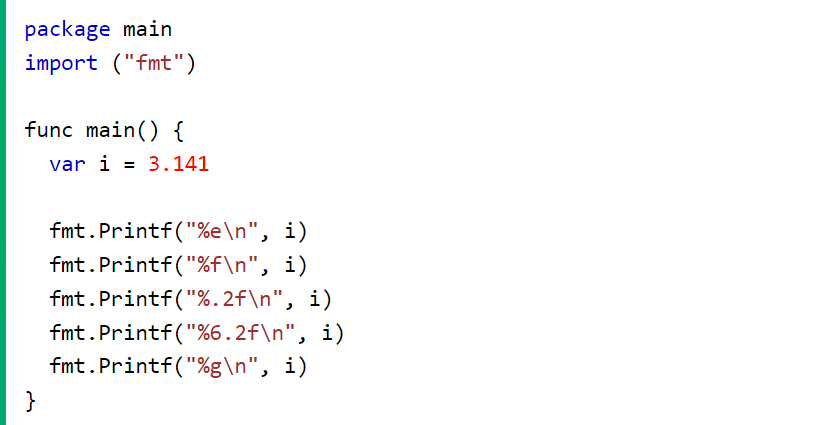 package main
import ("fmt")

func main() {
  var i = 3.141

  fmt.Printf("%e\n", i)
  fmt.Printf("%f\n", i)
  fmt.Printf("%.2f\n", i)
  fmt.Printf("%6.2f\n", i)
  fmt.Printf("%g\n", i)
}